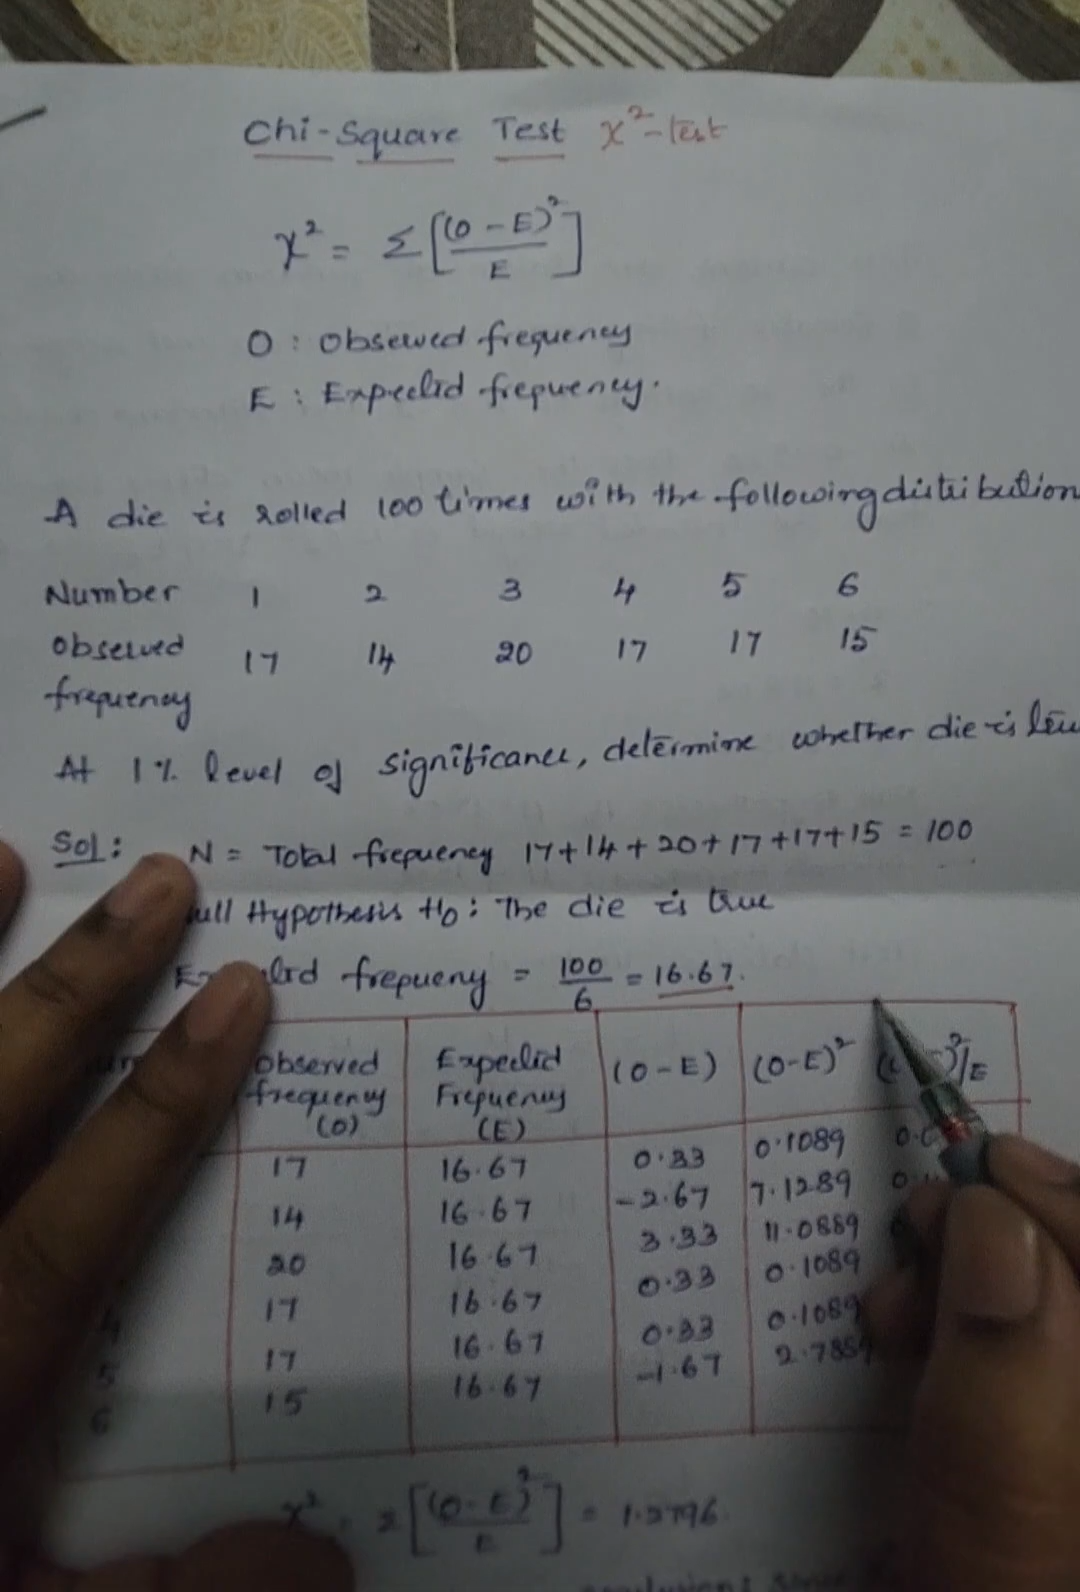 Chi-Square Test χ²-test
χ² = Σ[(O-E)²/E]
O : Observed frequency
E : Expected frequency.
A die is rolled 100 times with the following distribution
Number 1 2 3 4 5 6
Observed frequency 17 14 20 17 17 15
At 1% level of significance, determine whether die is
Sol: N = Total frequency 17+14+20+17+17+15 = 100
Hypothesis H₀: The die is true
frequency = 100/6 = 16.67.
Observed frequency (O) Expected Frequency (E) (O-E) (O-E)²
17 16.67 0.33 0.1089
14 16.67 -2.67 7.1289
20 16.67 3.33 11.0889
4 17 16.67 0.33 0.1089
5 17 16.67 0.33 0.1089
6 15 16.67 -1.67
χ² = Σ[(O-E)²/E] = 1.2796